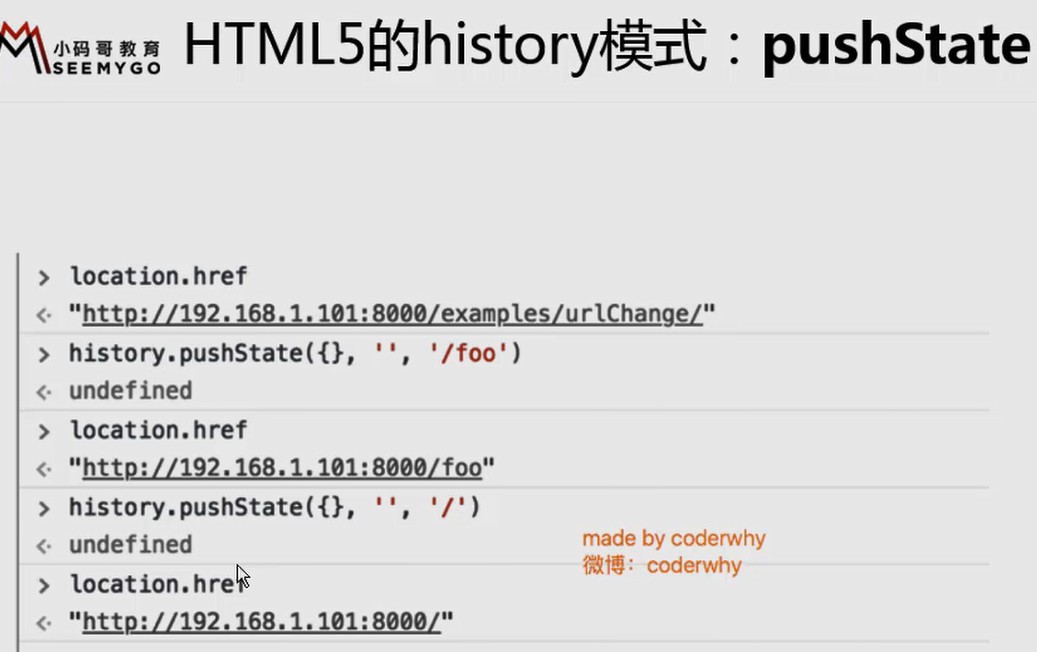 小码哥教育
SEEMYGO
HTML5的history模式：pushState
> location.href
< "http://192.168.1.101:8000/examples/urlChange/"
> history.pushState({}, '', '/foo')
< undefined
> location.href
< "http://192.168.1.101:8000/foo"
> history.pushState({}, '', '/')
< undefined
> location.href
< "http://192.168.1.101:8000/"
made by coderwhy
微博：coderwhy